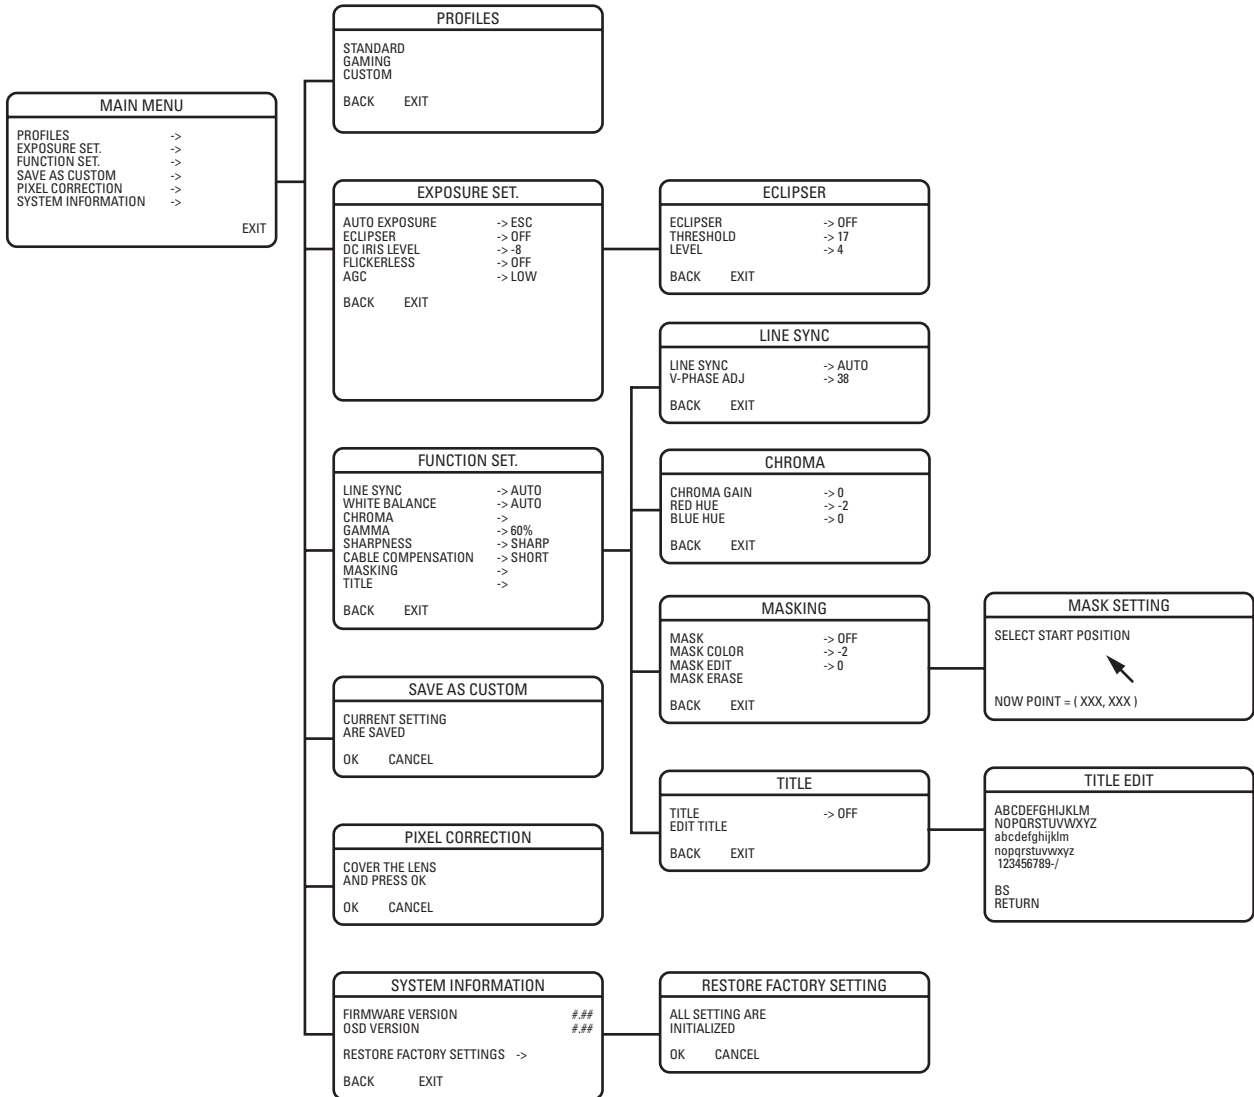 MAIN MENU
PROFILES ->
EXPOSURE SET. ->
FUNCTION SET. ->
SAVE AS CUSTOM ->
PIXEL CORRECTION ->
SYSTEM INFORMATION ->
EXIT
PROFILES
STANDARD
GAMING
CUSTOM
BACK EXIT
EXPOSURE SET.
AUTO EXPOSURE -> ESC
ECLIPSER -> OFF
DC IRIS LEVEL -> -8
FLICKERLESS -> OFF
AGC -> LOW
BACK EXIT
ECLIPSER
ECLIPSER -> OFF
THRESHOLD -> 17
LEVEL -> 4
BACK EXIT
FUNCTION SET.
LINE SYNC -> AUTO
WHITE BALANCE -> AUTO
CHROMA ->
GAMMA -> 60%
SHARPNESS -> SHARP
CABLE COMPENSATION -> SHORT
MASKING ->
TITLE ->
BACK EXIT
LINE SYNC
LINE SYNC -> AUTO
V-PHASE ADJ -> 38
BACK EXIT
CHROMA
CHROMA GAIN -> 0
RED HUE -> -2
BLUE HUE -> 0
BACK EXIT
MASKING
MASK -> OFF
MASK COLOR -> -2
MASK EDIT -> 0
MASK ERASE
BACK EXIT
MASK SETTING
SELECT START POSITION
NOW POINT = ( XXX, XXX )
TITLE
TITLE -> OFF
EDIT TITLE
BACK EXIT
TITLE EDIT
ABCDEFGHIJKLM
NOPQRSTUVWXYZ
abcdefghijklm
nopqrstuvwxyz
123456789-/
BS
RETURN
SAVE AS CUSTOM
CURRENT SETTING
ARE SAVED
OK CANCEL
PIXEL CORRECTION
COVER THE LENS
AND PRESS OK
OK CANCEL
SYSTEM INFORMATION
FIRMWARE VERSION #.##
OSD VERSION #.##
RESTORE FACTORY SETTINGS ->
BACK EXIT
RESTORE FACTORY SETTING
ALL SETTING ARE
INITIALIZED
OK CANCEL